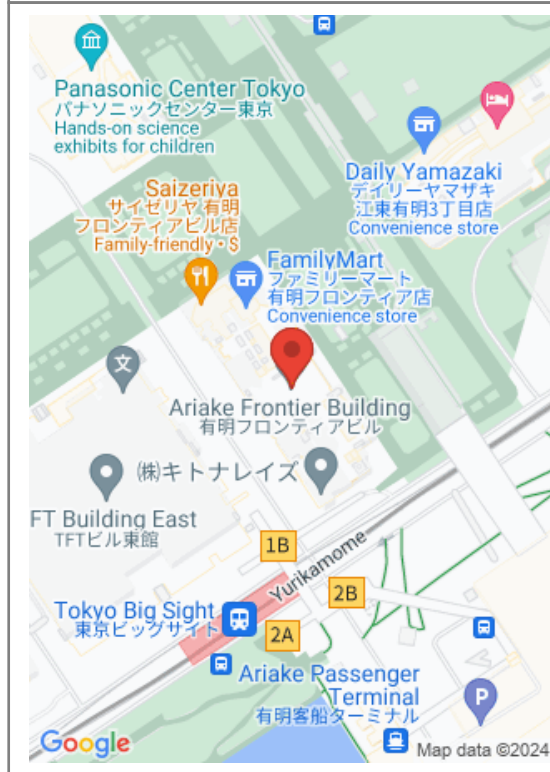 Panasonic Center Tokyo
パナソニックセンター東京
Hands-on science
exhibits for children
Daily Yamazaki
デイリーヤマザキ
江東有明3丁目店
Convenience store
Saizeriya
サイゼリヤ 有明
フロンティアビル店
Family-friendly • $
FamilyMart
ファミリーマート
有明フロンティア店
Convenience store
文
Ariake Frontier Building
有明フロンティアビル
(株)キトナレイズ
FT Building East
TFTビル東館
1B
Yurikamome
2B
Tokyo Big Sight
東京ビッグサイト
2A
Ariake Passenger
Terminal
有明客船ターミナル
P
Google
Map data ©2024